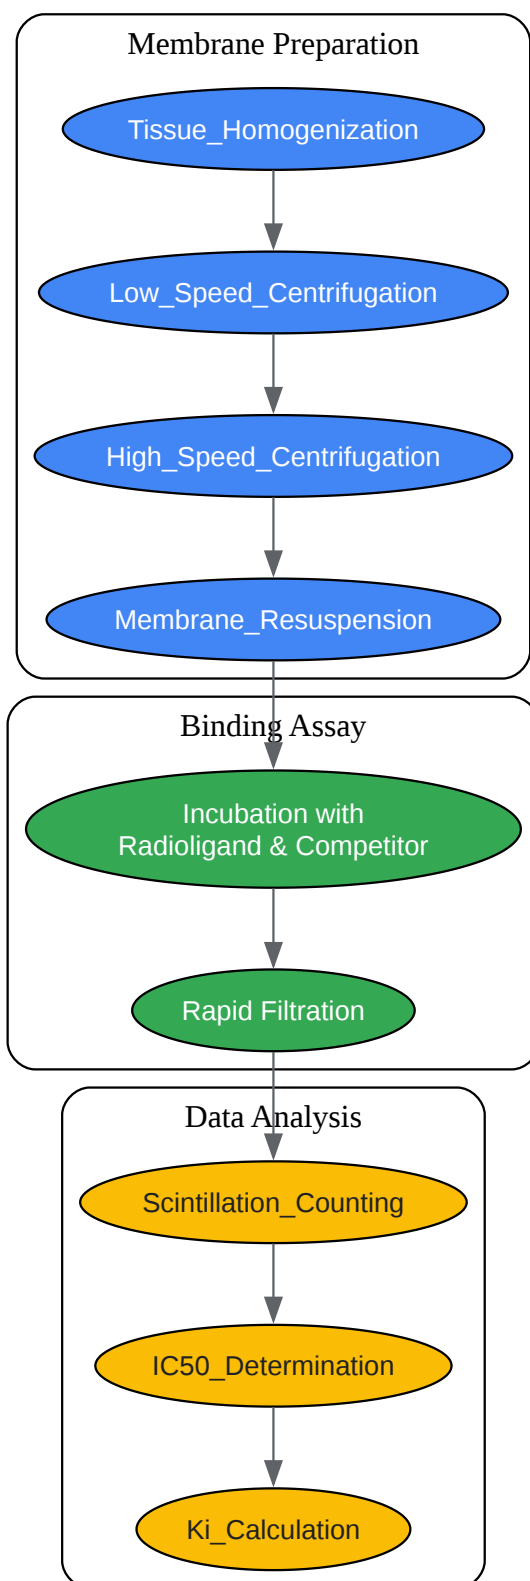 Membrane Preparation
Tissue_Homogenization
Low_Speed_Centrifugation
High_Speed_Centrifugation
Membrane_Resuspension
Binding Assay
Incubation with
Radioligand & Competitor
Rapid Filtration
Data Analysis
Scintillation_Counting
IC50_Determination
Ki_Calculation